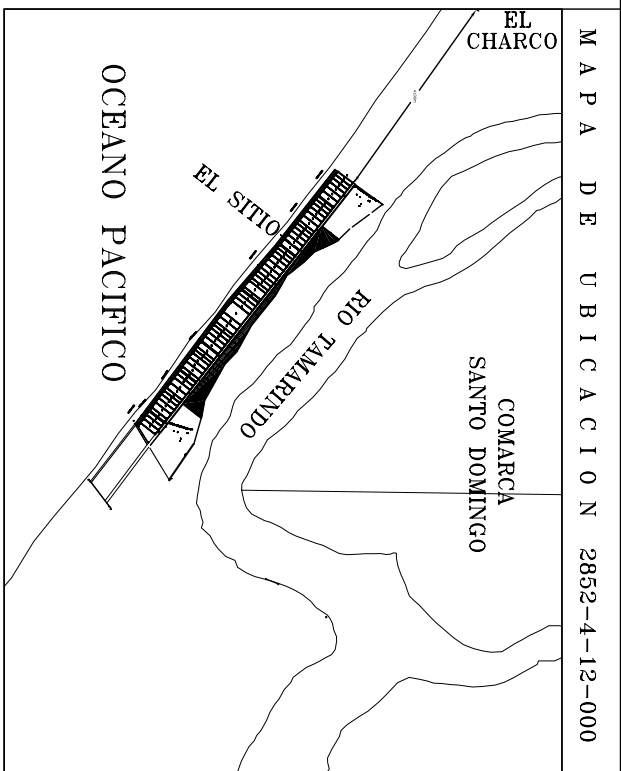 MAPA DE UBICACION 2852-4-12-000
EL
CHARCO
OCEANO PACIFICO
EL SITIO
RIO TAMARINDO
COMARCA
SANTO DOMINGO